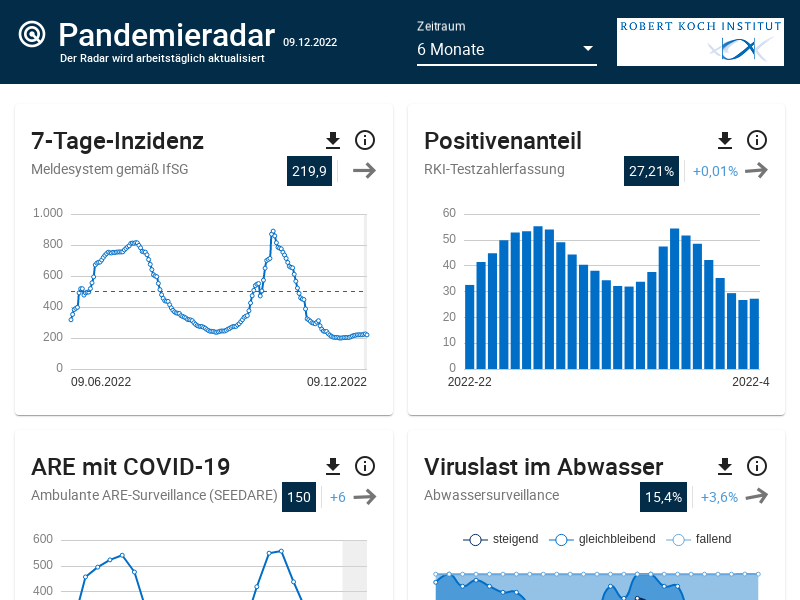 Pandemieradar 09.12.2022
Der Radar wird arbeitstäglich aktualisiert
Zeitraum
6 Monate
ROBERT KOCH INSTITUT
7-Tage-Inzidenz
Meldesystem gemäß IfSG
219,9
1.000
800
600
400
200
0
09.06.2022 09.12.2022
Positivenanteil
RKI-Testzahlerfassung
27,21% +0,01%
60
50
40
30
20
10
0
2022-22 2022-4
ARE mit COVID-19
Ambulante ARE-Surveillance (SEEDARE) 150 +6
600
500
400
Viruslast im Abwasser
Abwassersurveillance
15,4% +3,6%
steigend gleichbleibend fallend